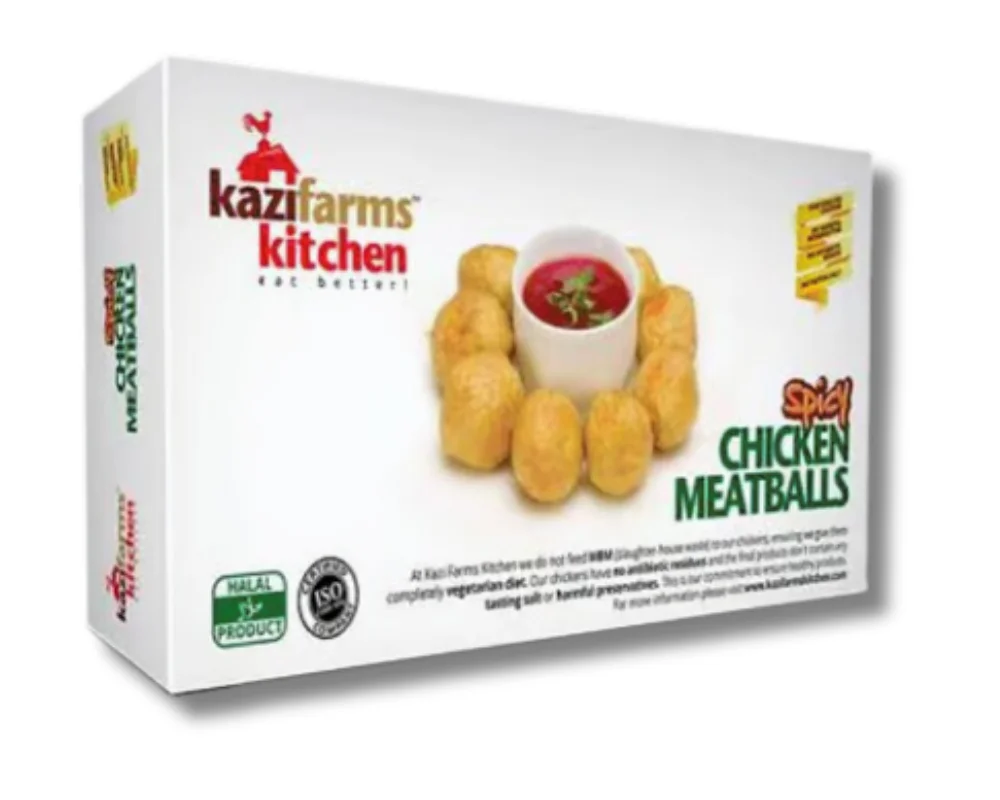 kazifarms™
kitchen
eat better!
spicy
CHICKEN
MEATBALLS
At Kazi Farms Kitchen we do not feed MBM (slaughter house waste) to our chickens, ensuring we give them
completely vegetarian diet. Our chickens have no antibiotic residues and the final products don't contain any
tasting salt or harmful preservatives. This is our commitment to ensure healthy products.
For more information please visit www.kazifarmskitchen.com
HALAL
PRODUCT
CERTIFIED
ISO
COMPANY
spicy
CHICKEN
MEATBALLS
kazifarms
kitchen